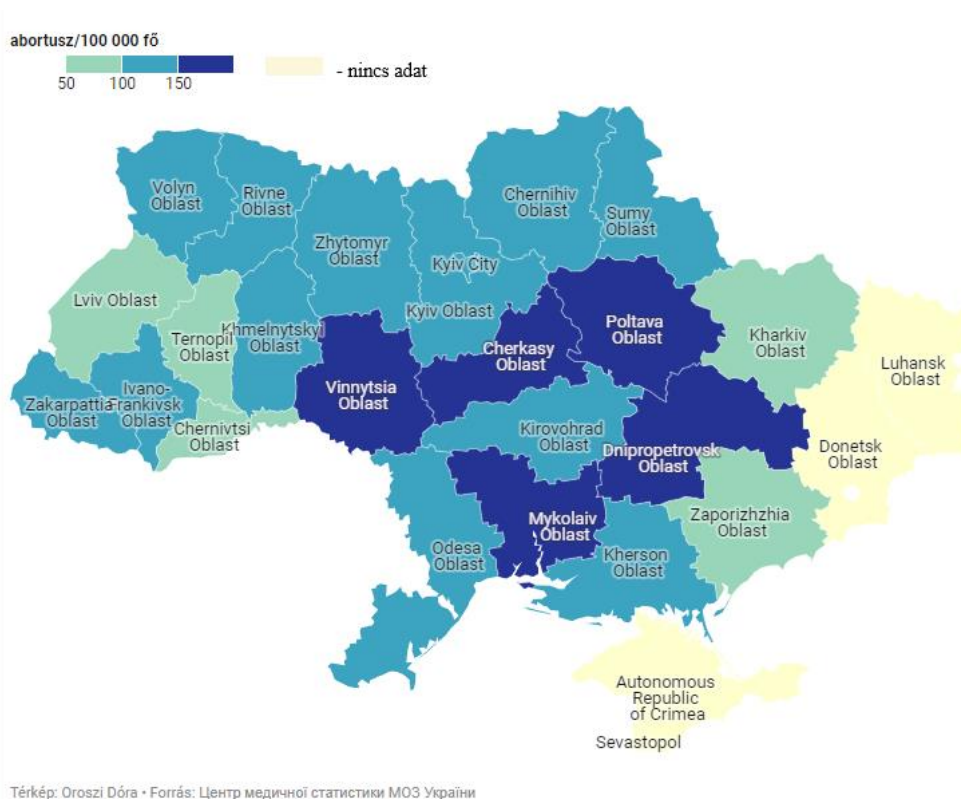 abortusz/100 000 fő
50 100 150
- nincs adat
Volyn
Oblast
Rivne
Oblast
Zhytomyr
Oblast
Chernihiv
Oblast
Sumy
Oblast
Kyiv City
Kyiv Oblast
Lviv Oblast
Ternopil
Oblast
Khmelnytskyi
Oblast
Vinnytsia
Oblast
Cherkasy
Oblast
Poltava
Oblast
Kharkiv
Oblast
Luhansk
Oblast
Zakarpattia
Oblast
Ivano-
Frankivsk
Oblast
Chernivtsi
Oblast
Kirovohrad
Oblast
Dnipropetrovsk
Oblast
Donetsk
Oblast
Odesa
Oblast
Mykolaiv
Oblast
Kherson
Oblast
Zaporizhzhia
Oblast
Autonomous
Republic
of Crimea
Sevastopol
Térkép: Oroszi Dóra • Forrás: Центр медичної статистики МОЗ України